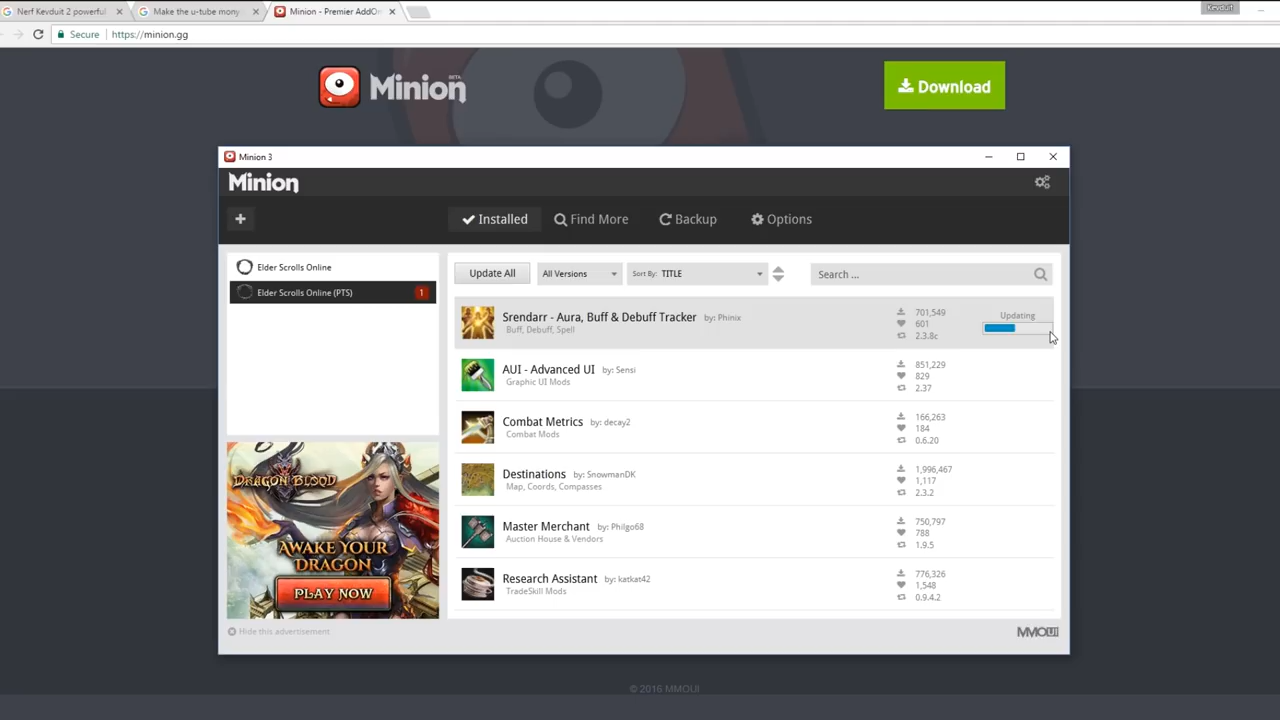 Nerf Kevduit 2 powerful
Make the u-tube mony
Minion - Premier AddOn
Kevduit
Secure https://minion.gg
Minion BETA
Download
Minion 3
Minion
Installed Find More Backup Options
Elder Scrolls Online
Elder Scrolls Online (PTS) 1
Update All All Versions Sort By: TITLE Search ...
Srendarr - Aura, Buff & Debuff Tracker by: Phinix
Buff, Debuff, Spell
701,549
601
2.3.8c
Updating
AUI - Advanced UI by: Sensi
Graphic UI Mods
851,229
829
2.37
Combat Metrics by: decay2
Combat Mods
166,263
184
0.6.20
Destinations by: SnowmanDK
Map, Coords, Compasses
1,996,467
1,117
2.3.2
Master Merchant by: Philgo68
Auction House & Vendors
750,797
788
1.9.5
Research Assistant by: katkat42
TradeSkill Mods
776,326
1,548
0.9.4.2
DRAGON BLOOD
AWAKE YOUR
DRAGON
PLAY NOW
Hide this advertisement
MMOUI
© 2016 MMOUI